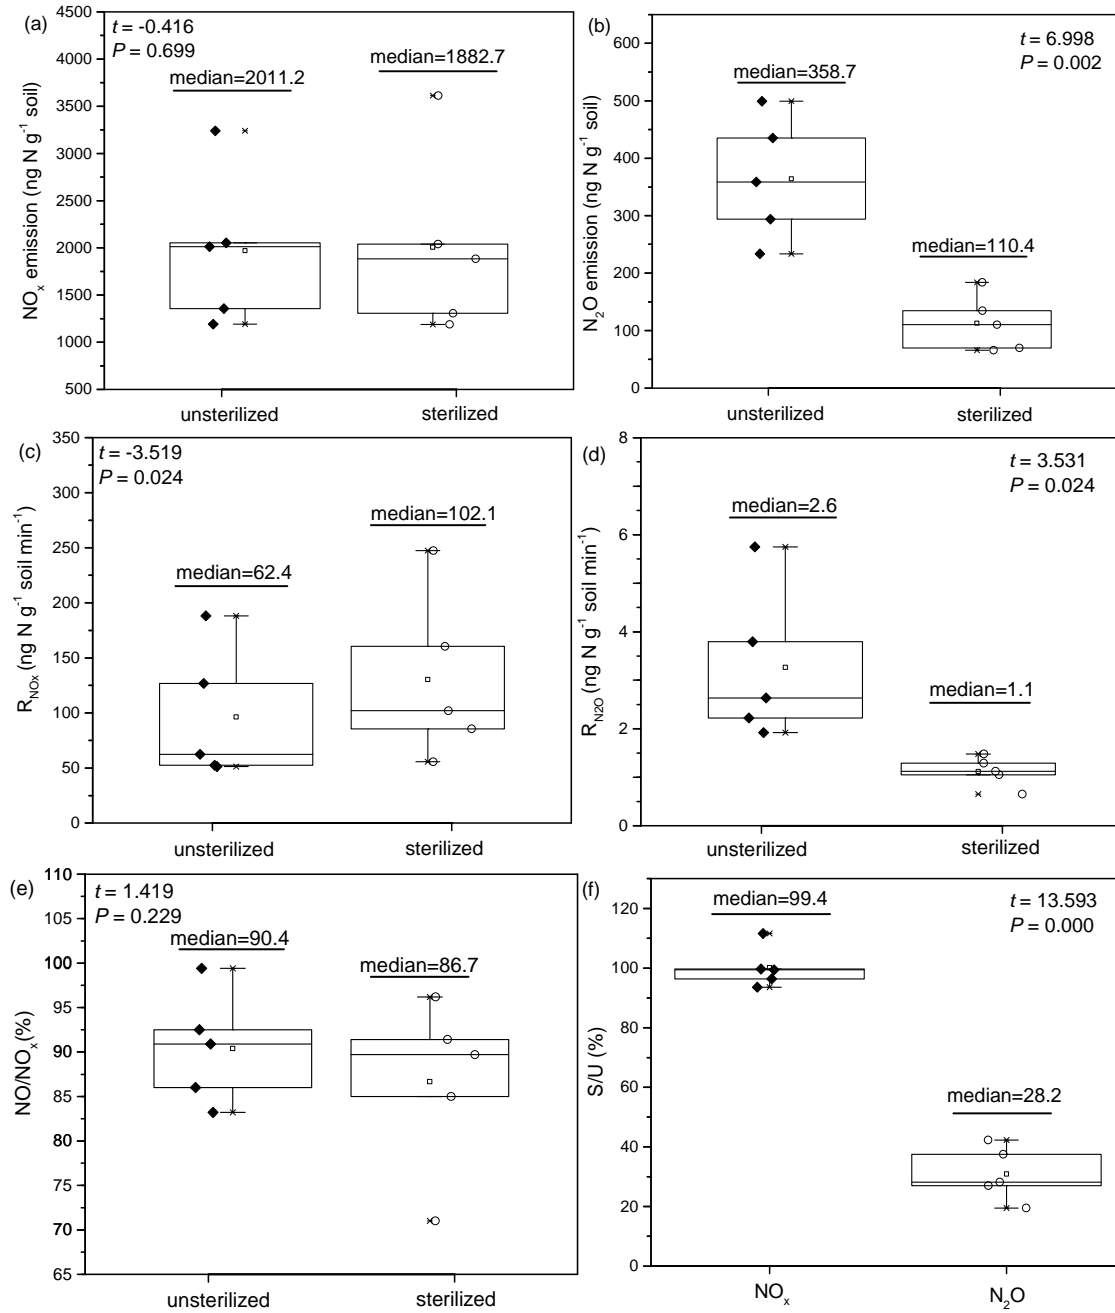 (a)
t = -0.416
P = 0.699
median=2011.2
median=1882.7
NOx emission (ng N g-1 soil)
4500
4000
3500
3000
2500
2000
1500
1000
500
unsterilized
sterilized
(b)
t = 6.998
P = 0.002
median=358.7
median=110.4
N2O emission (ng N g-1 soil)
600
500
400
300
200
100
0
unsterilized
sterilized
(c)
t = -3.519
P = 0.024
median=62.4
median=102.1
RNOx (ng N g-1 soil min-1)
350
300
250
200
150
100
50
0
unsterilized
sterilized
(d)
t = 3.531
P = 0.024
median=2.6
median=1.1
RN2O (ng N g-1 soil min-1)
8
6
4
2
0
unsterilized
sterilized
(e)
t = 1.419
P = 0.229
median=90.4
median=86.7
NO/NOx(%)
110
105
100
95
90
85
80
75
70
65
unsterilized
sterilized
(f)
t = 13.593
P = 0.000
median=99.4
median=28.2
S/U (%)
120
100
80
60
40
20
0
NOx
N2O